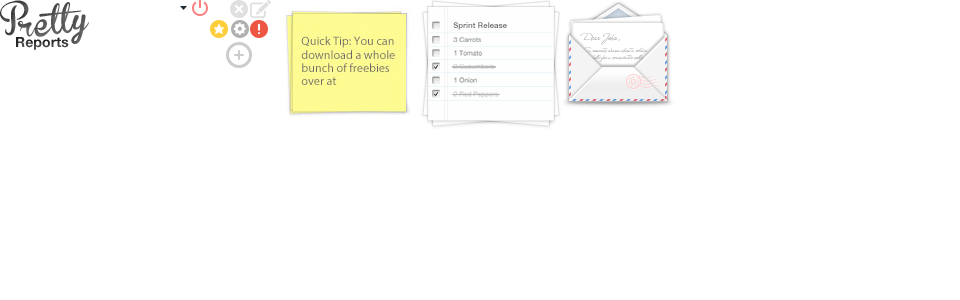 Pretty
Reports
Quick Tip: You can
download a whole
bunch of freebies
over at
Sprint Release
3 Carrots
1 Tomato
2 Cucumbers
1 Onion
2 Red Peppers
Dear John,